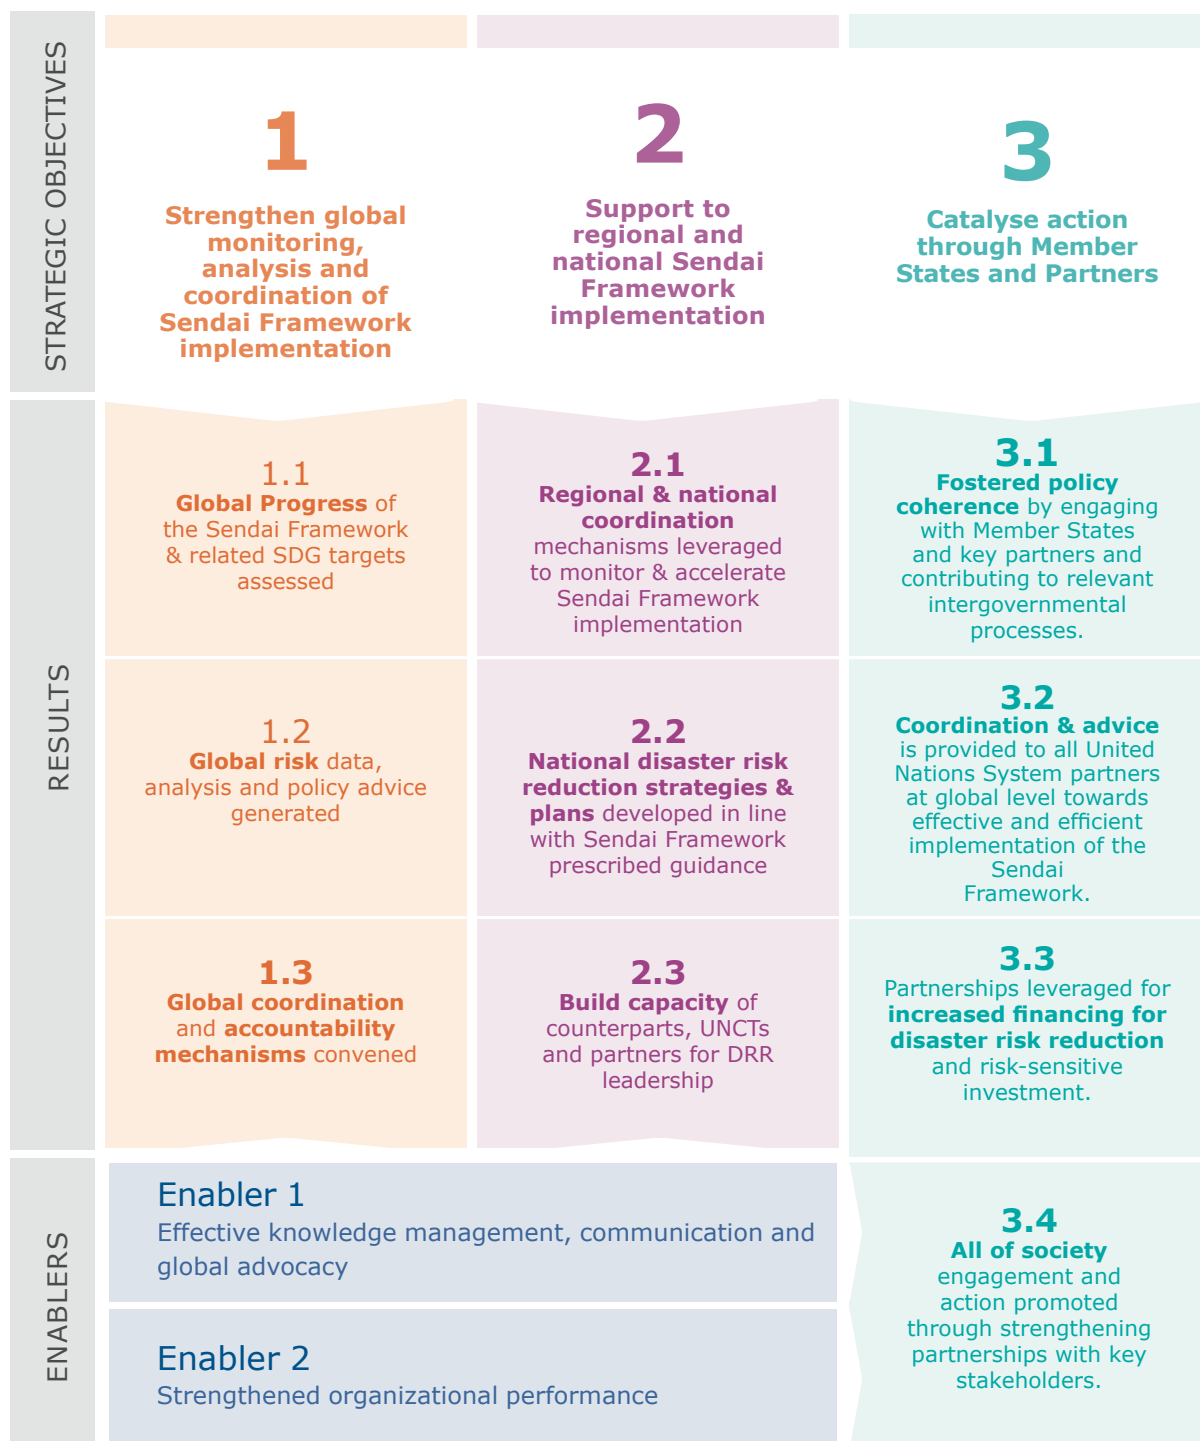 STRATEGIC OBJECTIVES
1
Strengthen global
monitoring,
analysis and
coordination of
Sendai Framework
implementation
2
Support to
regional and
national Sendai
Framework
implementation
3
Catalyse action
through Member
States and Partners
RESULTS
1.1
Global Progress of
the Sendai Framework
& related SDG targets
assessed
2.1
Regional & national
coordination
mechanisms leveraged
to monitor & accelerate
Sendai Framework
implementation
3.1
Fostered policy
coherence by engaging
with Member States
and key partners and
contributing to relevant
intergovernmental
processes.
1.2
Global risk data,
analysis and policy advice
generated
2.2
National disaster risk
reduction strategies &
plans developed in line
with Sendai Framework
prescribed guidance
3.2
Coordination & advice
is provided to all United
Nations System partners
at global level towards
effective and efficient
implementation of the
Sendai
Framework.
1.3
Global coordination
and accountability
mechanisms convened
2.3
Build capacity of
counterparts, UNCTs
and partners for DRR
leadership
3.3
Partnerships leveraged for
increased financing for
disaster risk reduction
and risk-sensitive
investment.
ENABLERS
Enabler 1
Effective knowledge management, communication and
global advocacy
Enabler 2
Strengthened organizational performance
3.4
All of society
engagement and
action promoted
through strengthening
partnerships with key
stakeholders.